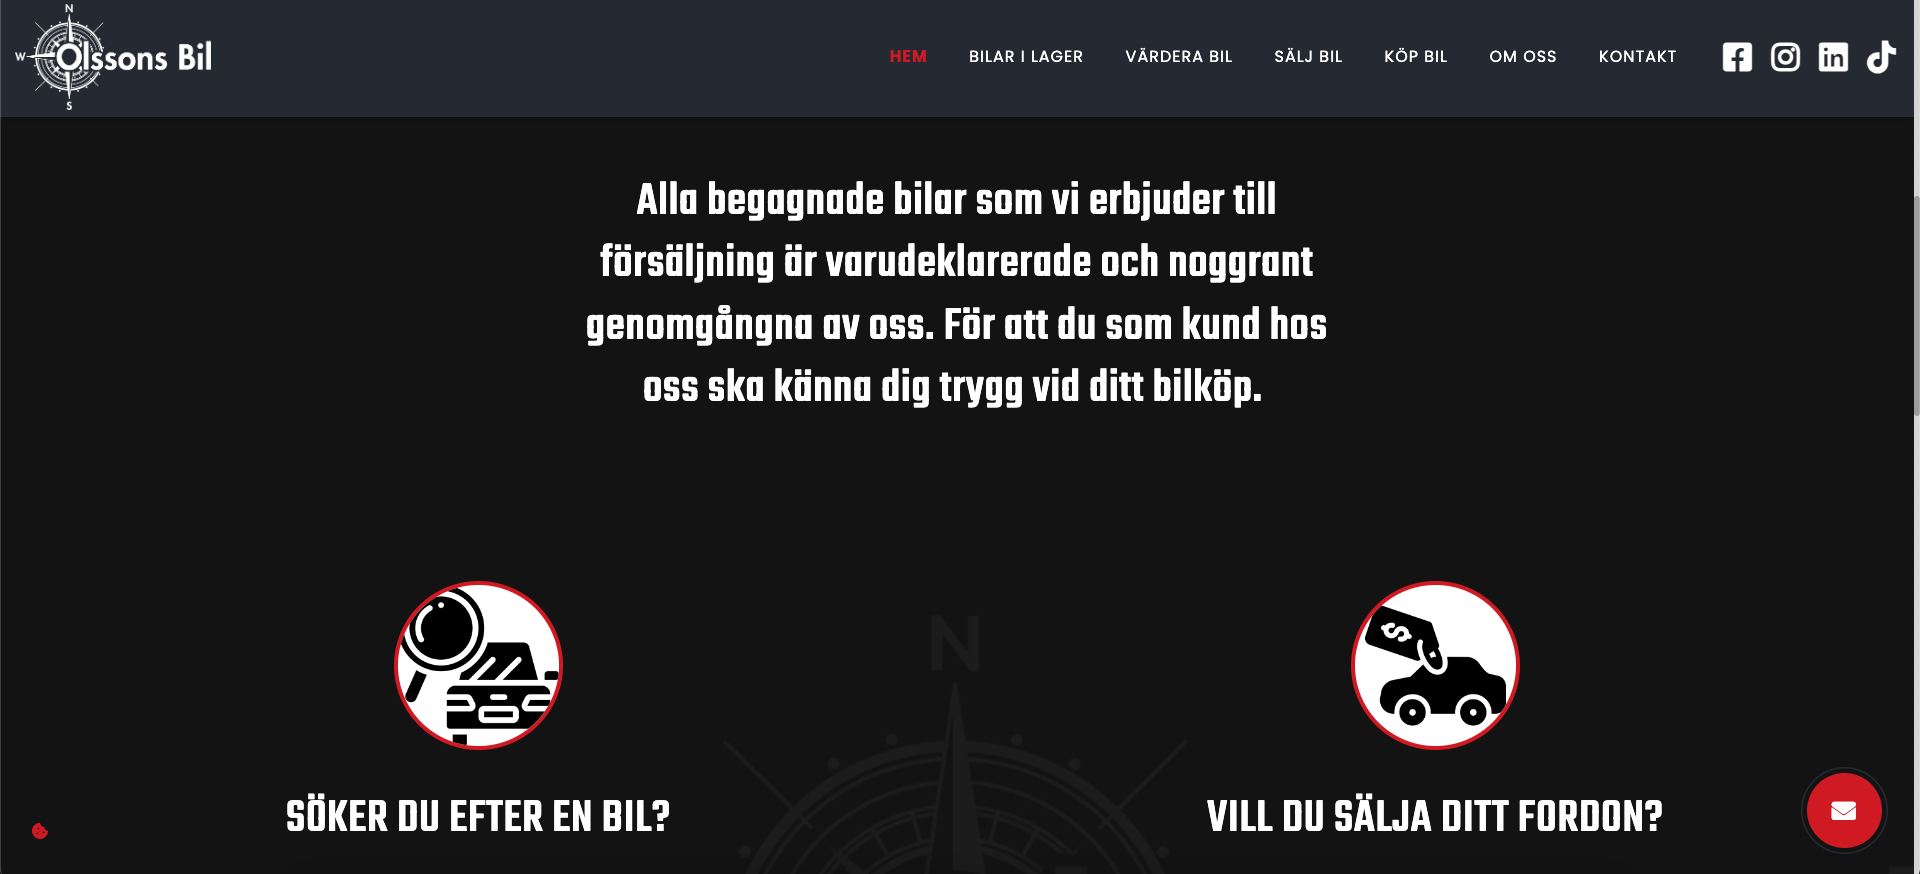 N
W Olssons Bil
S
HEM BILAR I LAGER VÄRDERA BIL SÄLJ BIL KÖP BIL OM OSS KONTAKT
Alla begagnade bilar som vi erbjuder till
försäljning är varudeklarerade och noggrant
genomgångna av oss. För att du som kund hos
oss ska känna dig trygg vid ditt bilköp.
$
N
SÖKER DU EFTER EN BIL?
VILL DU SÄLJA DITT FORDON?